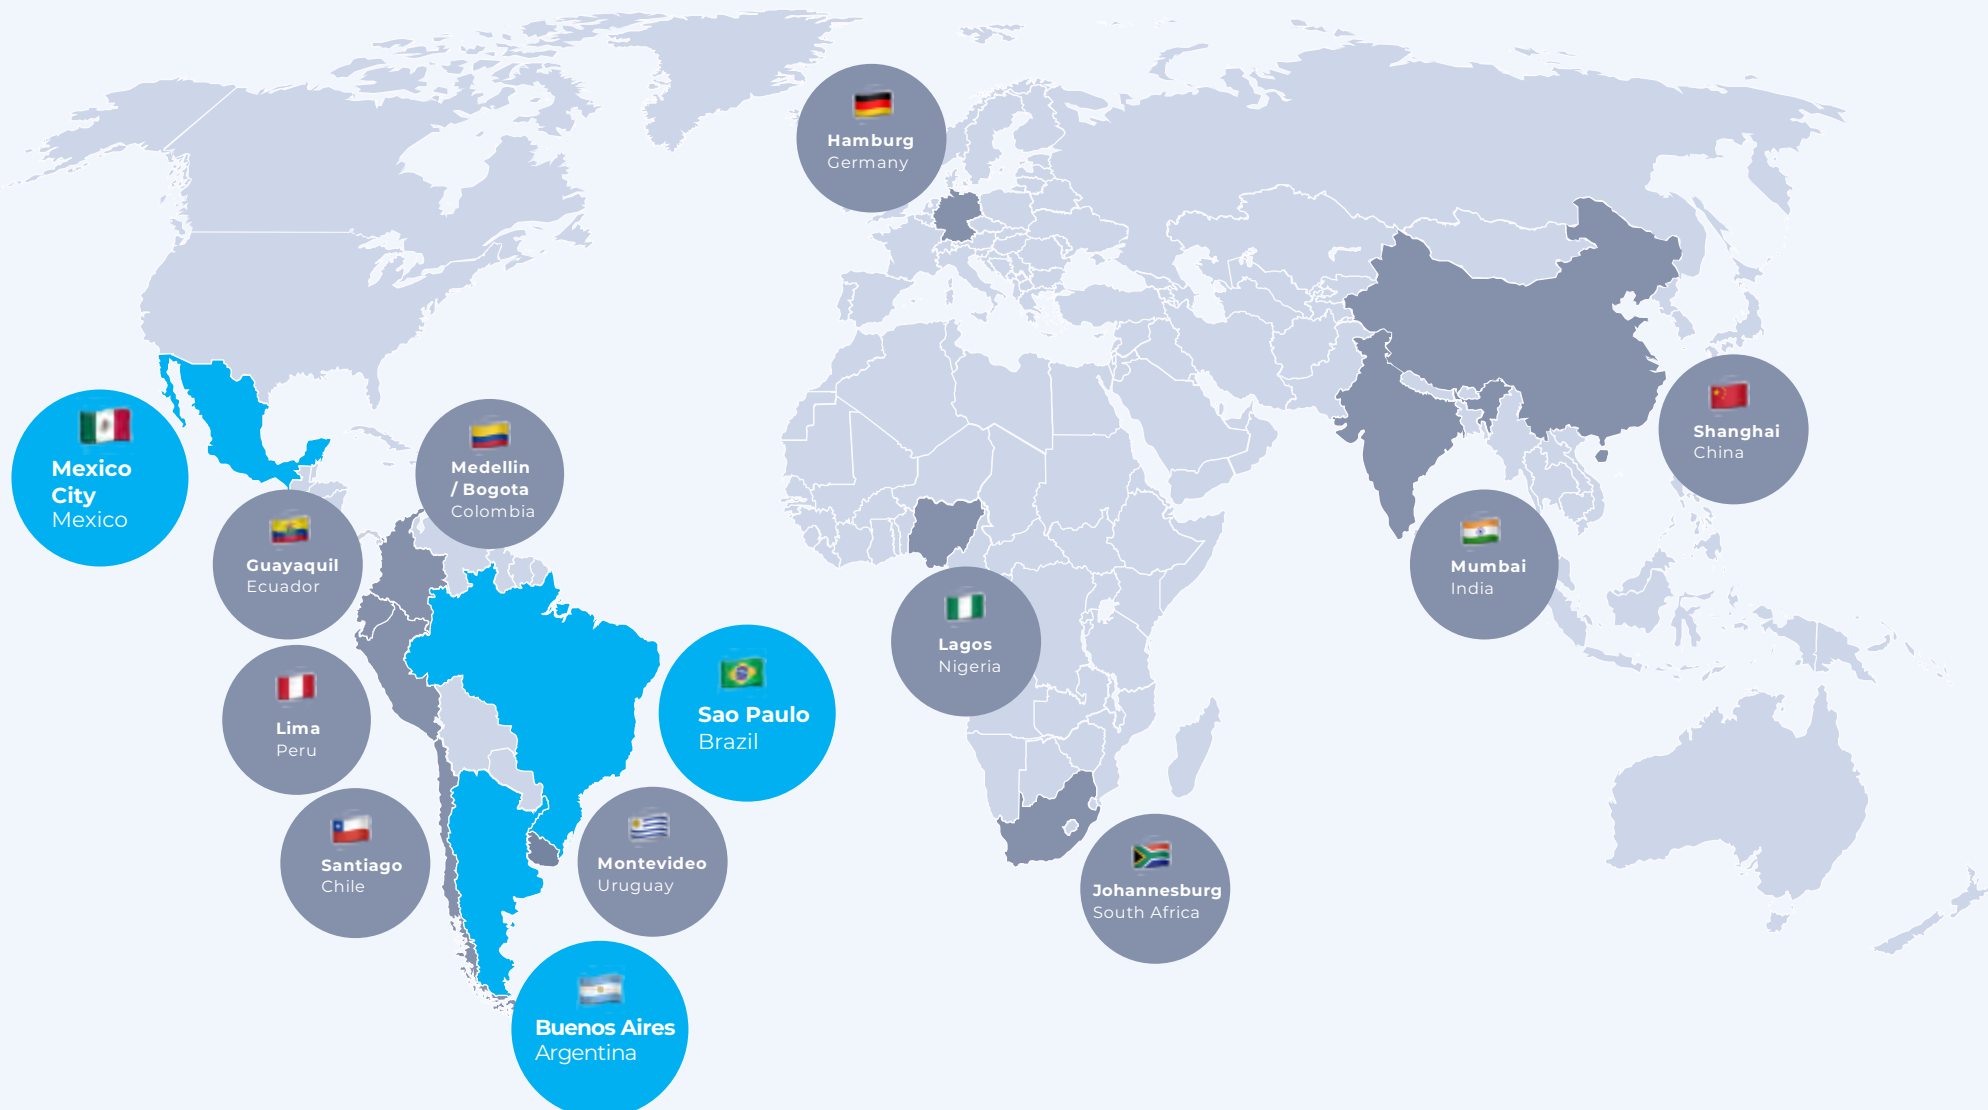 Hamburg
Germany
Mexico
City
Mexico
Medellin
/ Bogota
Colombia
Shanghai
China
Guayaquil
Ecuador
Mumbai
India
Lagos
Nigeria
Lima
Peru
Sao Paulo
Brazil
Santiago
Chile
Montevideo
Uruguay
Johannesburg
South Africa
Buenos Aires
Argentina